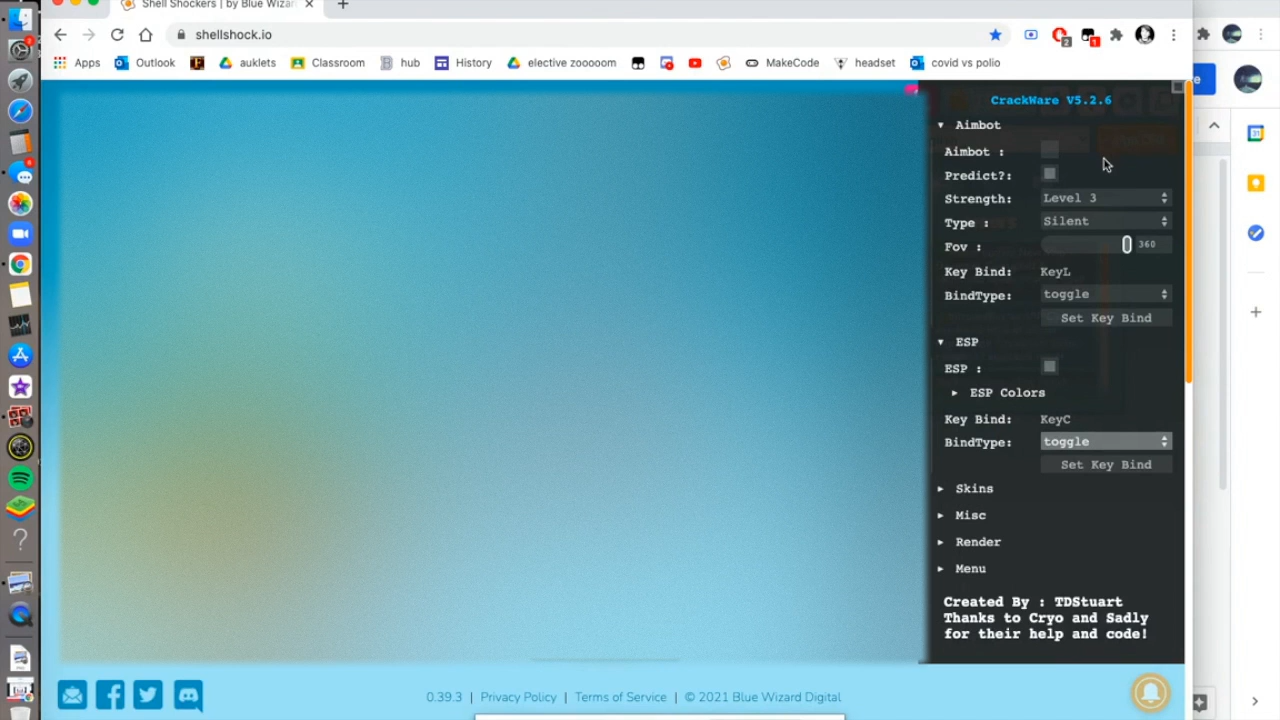 Shell Shockers | by Blue Wizar
shellshock.io
2
1
Apps
Outlook
auklets
Classroom
hub
History
elective zooooom
MakeCode
headset
covid vs polio
CrackWare V5.2.6
Aimbot
Aimbot :
Predict?:
Strength: Level 3
Type : Silent
Fov : 360
Key Bind: KeyL
BindType: toggle
Set Key Bind
ESP
ESP :
ESP Colors
Key Bind: KeyC
BindType: toggle
Set Key Bind
Skins
Misc
Render
Menu
Created By : TDStuart
Thanks to Cryo and Sadly
for their help and code!
0.39.3 | Privacy Policy | Terms of Service | © 2021 Blue Wizard Digital